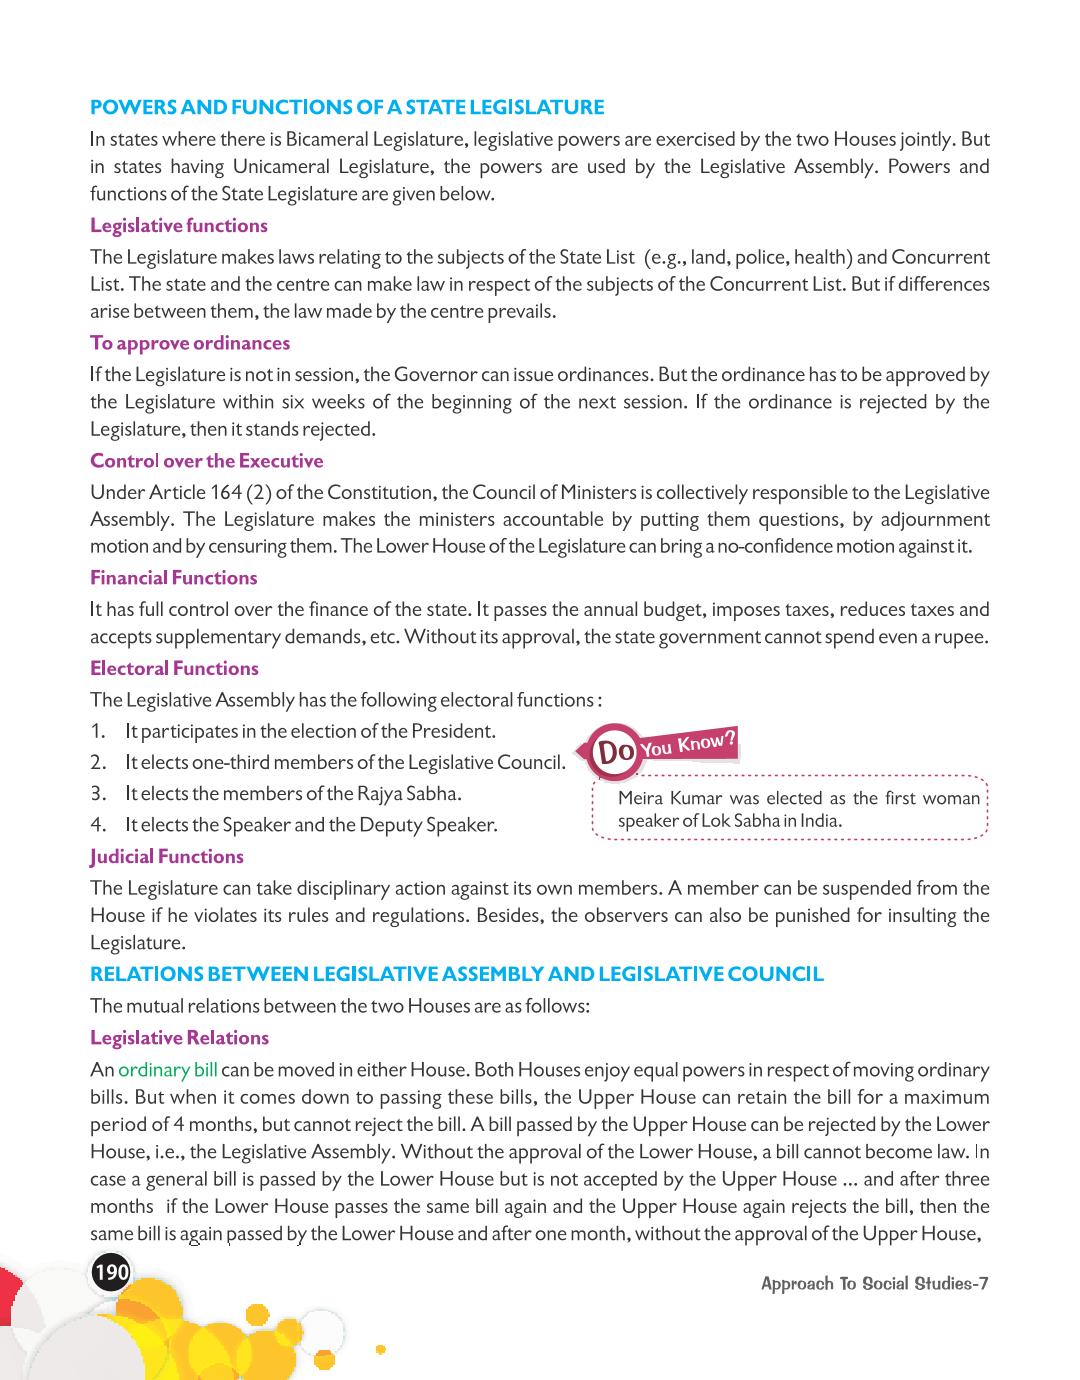 POWERS AND FUNCTIONS OF A STATE LEGISLATURE
In states where there is Bicameral Legislature, legislative powers are exercised by the two Houses jointly. But
in states having Unicameral Legislature, the powers are used by the Legislative Assembly. Powers and
functions of the State Legislature are given below.
Legislative functions
The Legislature makes laws relating to the subjects of the State List (e.g., land, police, health) and Concurrent
List. The state and the centre can make law in respect of the subjects of the Concurrent List. But if differences
arise between them, the law made by the centre prevails.
To approve ordinances
If the Legislature is not in session, the Governor can issue ordinances. But the ordinance has to be approved by
the Legislature within six weeks of the beginning of the next session. If the ordinance is rejected by the
Legislature, then it stands rejected.
Control over the Executive
Under Article 164 (2) of the Constitution, the Council of Ministers is collectively responsible to the Legislative
Assembly. The Legislature makes the ministers accountable by putting them questions, by adjournment
motion and by censuring them. The Lower House of the Legislature can bring a no-confidence motion against it.
Financial Functions
It has full control over the finance of the state. It passes the annual budget, imposes taxes, reduces taxes and
accepts supplementary demands, etc. Without its approval, the state government cannot spend even a rupee.
Electoral Functions
The Legislative Assembly has the following electoral functions :
1. It participates in the election of the President.
2. It elects one-third members of the Legislative Council.
3. It elects the members of the Rajya Sabha.
4. It elects the Speaker and the Deputy Speaker.
Do You Know?
Meira Kumar was elected as the first woman
speaker of Lok Sabha in India.
Judicial Functions
The Legislature can take disciplinary action against its own members. A member can be suspended from the
House if he violates its rules and regulations. Besides, the observers can also be punished for insulting the
Legislature.
RELATIONS BETWEEN LEGISLATIVE ASSEMBLY AND LEGISLATIVE COUNCIL
The mutual relations between the two Houses are as follows:
Legislative Relations
An ordinary bill can be moved in either House. Both Houses enjoy equal powers in respect of moving ordinary
bills. But when it comes down to passing these bills, the Upper House can retain the bill for a maximum
period of 4 months, but cannot reject the bill. A bill passed by the Upper House can be rejected by the Lower
House, i.e., the Legislative Assembly. Without the approval of the Lower House, a bill cannot become law. In
case a general bill is passed by the Lower House but is not accepted by the Upper House ... and after three
months if the Lower House passes the same bill again and the Upper House again rejects the bill, then the
same bill is again passed by the Lower House and after one month, without the approval of the Upper House,
190
Approach To Social Studies-7